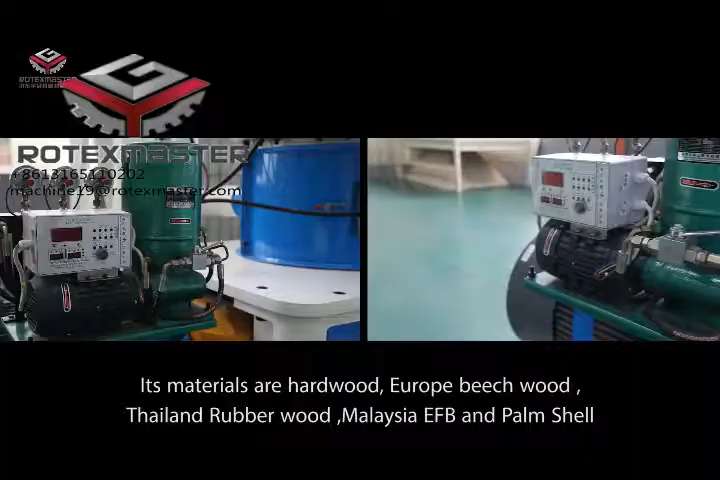 ROTEXMASTER
ROTEXMASTER
+8613165110202
machine19@rotexmaster.com
Its materials are hardwood, Europe beech wood ,
Thailand Rubber wood ,Malaysia EFB and Palm Shell